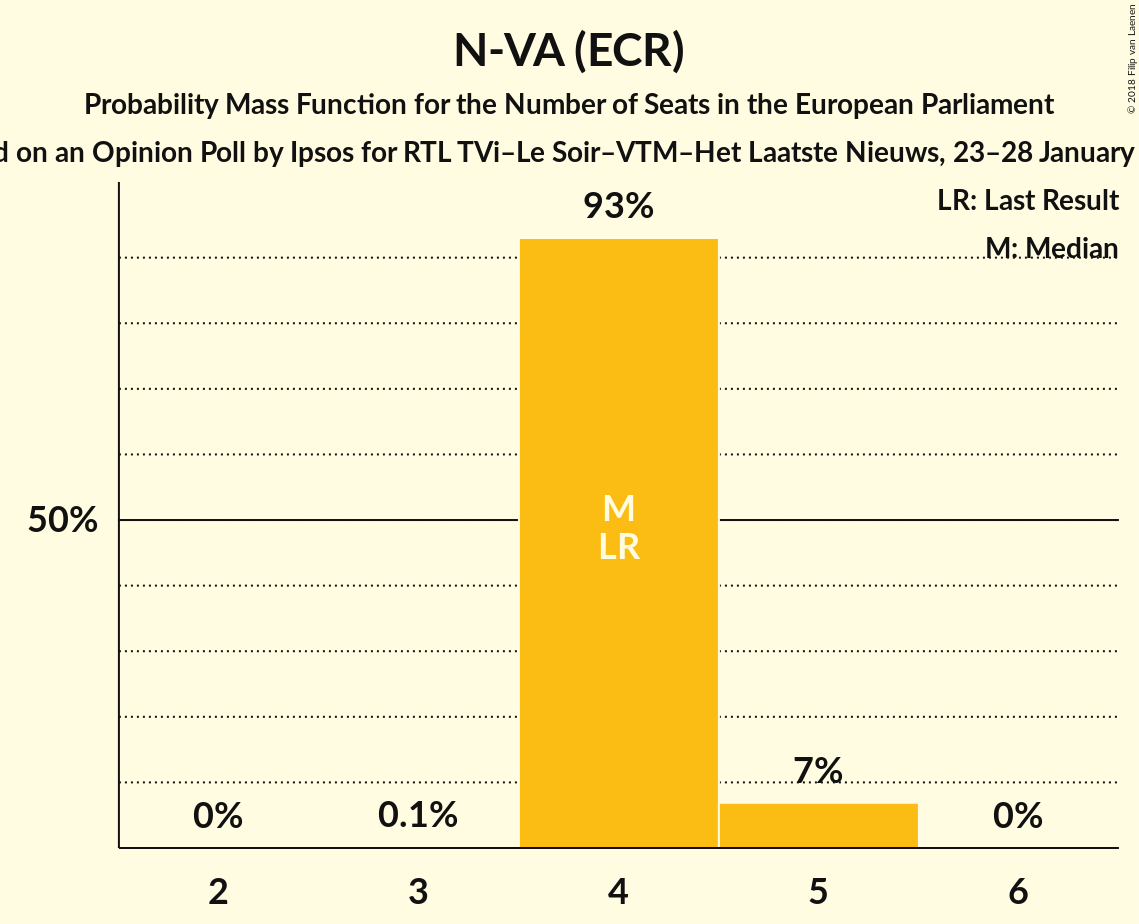 N-VA (ECR)
Probability Mass Function for the Number of Seats in the European Parliament
on an Opinion Poll by Ipsos for RTL TVi–Le Soir–VTM–Het Laatste Nieuws, 23–28 January
© 2018 Filip van Laenen
LR: Last Result
M: Median
93%
50%
M
LR
7%
0%
0.1%
0%
2
3
4
5
6